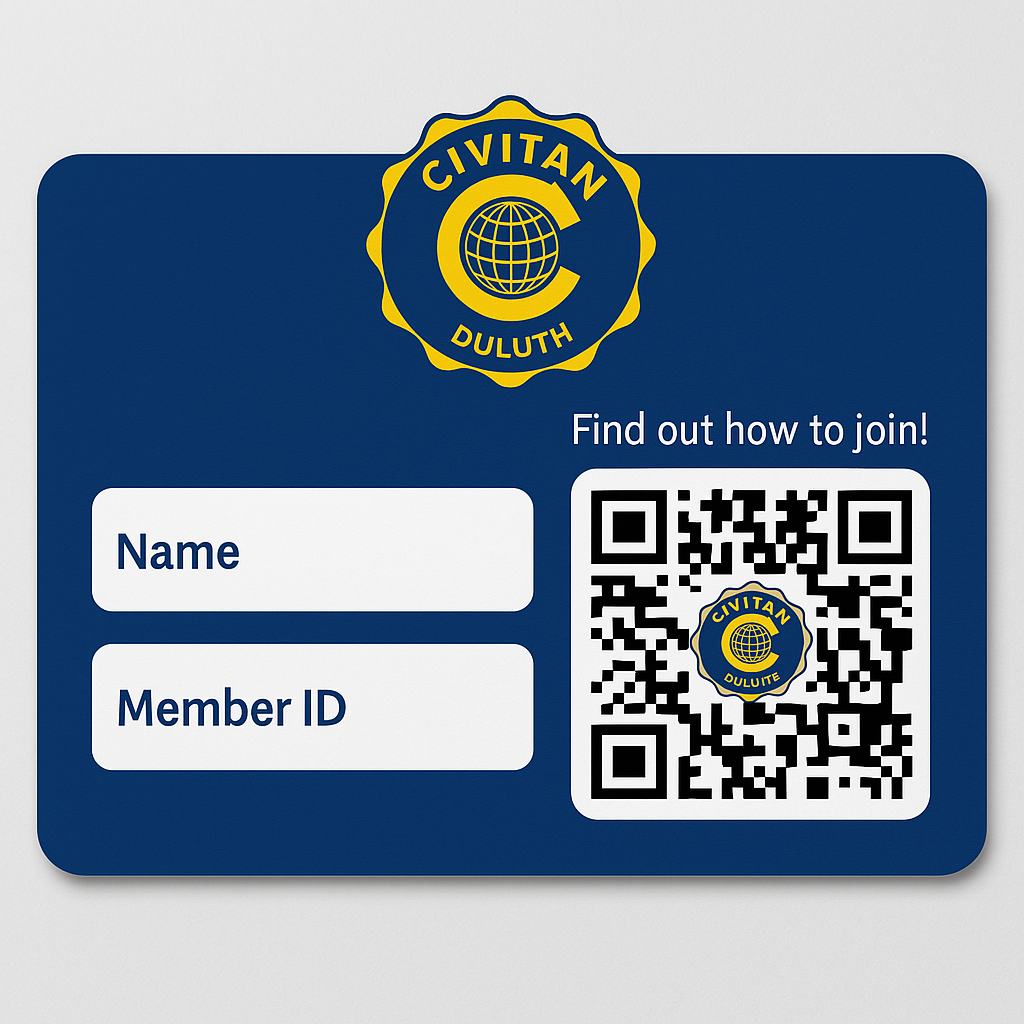 CIVITAN
DULUTH
Find out how to join!
Name
Member ID
CIVITAN
DULUITE